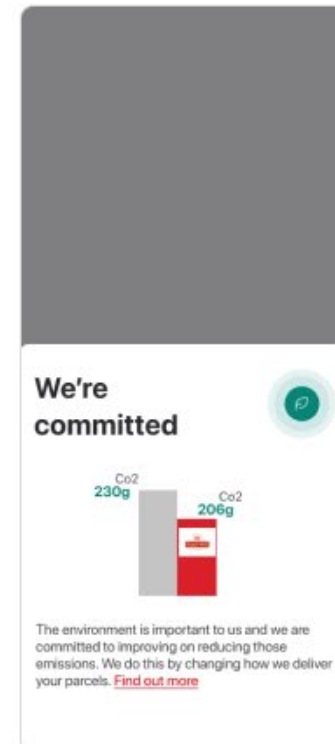 We're
committed
Co2
230g
Co2
206g
The environment is important to us and we are
committed to improving on reducing those
emissions. We do this by changing how we deliver
your parcels. Find out more